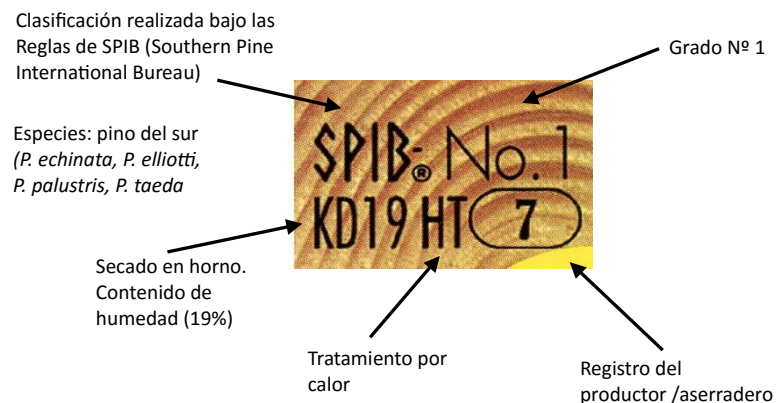 Clasificación realizada bajo las
Reglas de SPIB (Southern Pine
International Bureau)
Grado Nº 1
Especies: pino del sur
(P. echinata, P. elliotti,
P. palustris, P. taeda
SPIB® No.1
KD19 HT 7
Secado en horno.
Contenido de
humedad (19%)
Tratamiento por
calor
Registro del
productor /aserradero